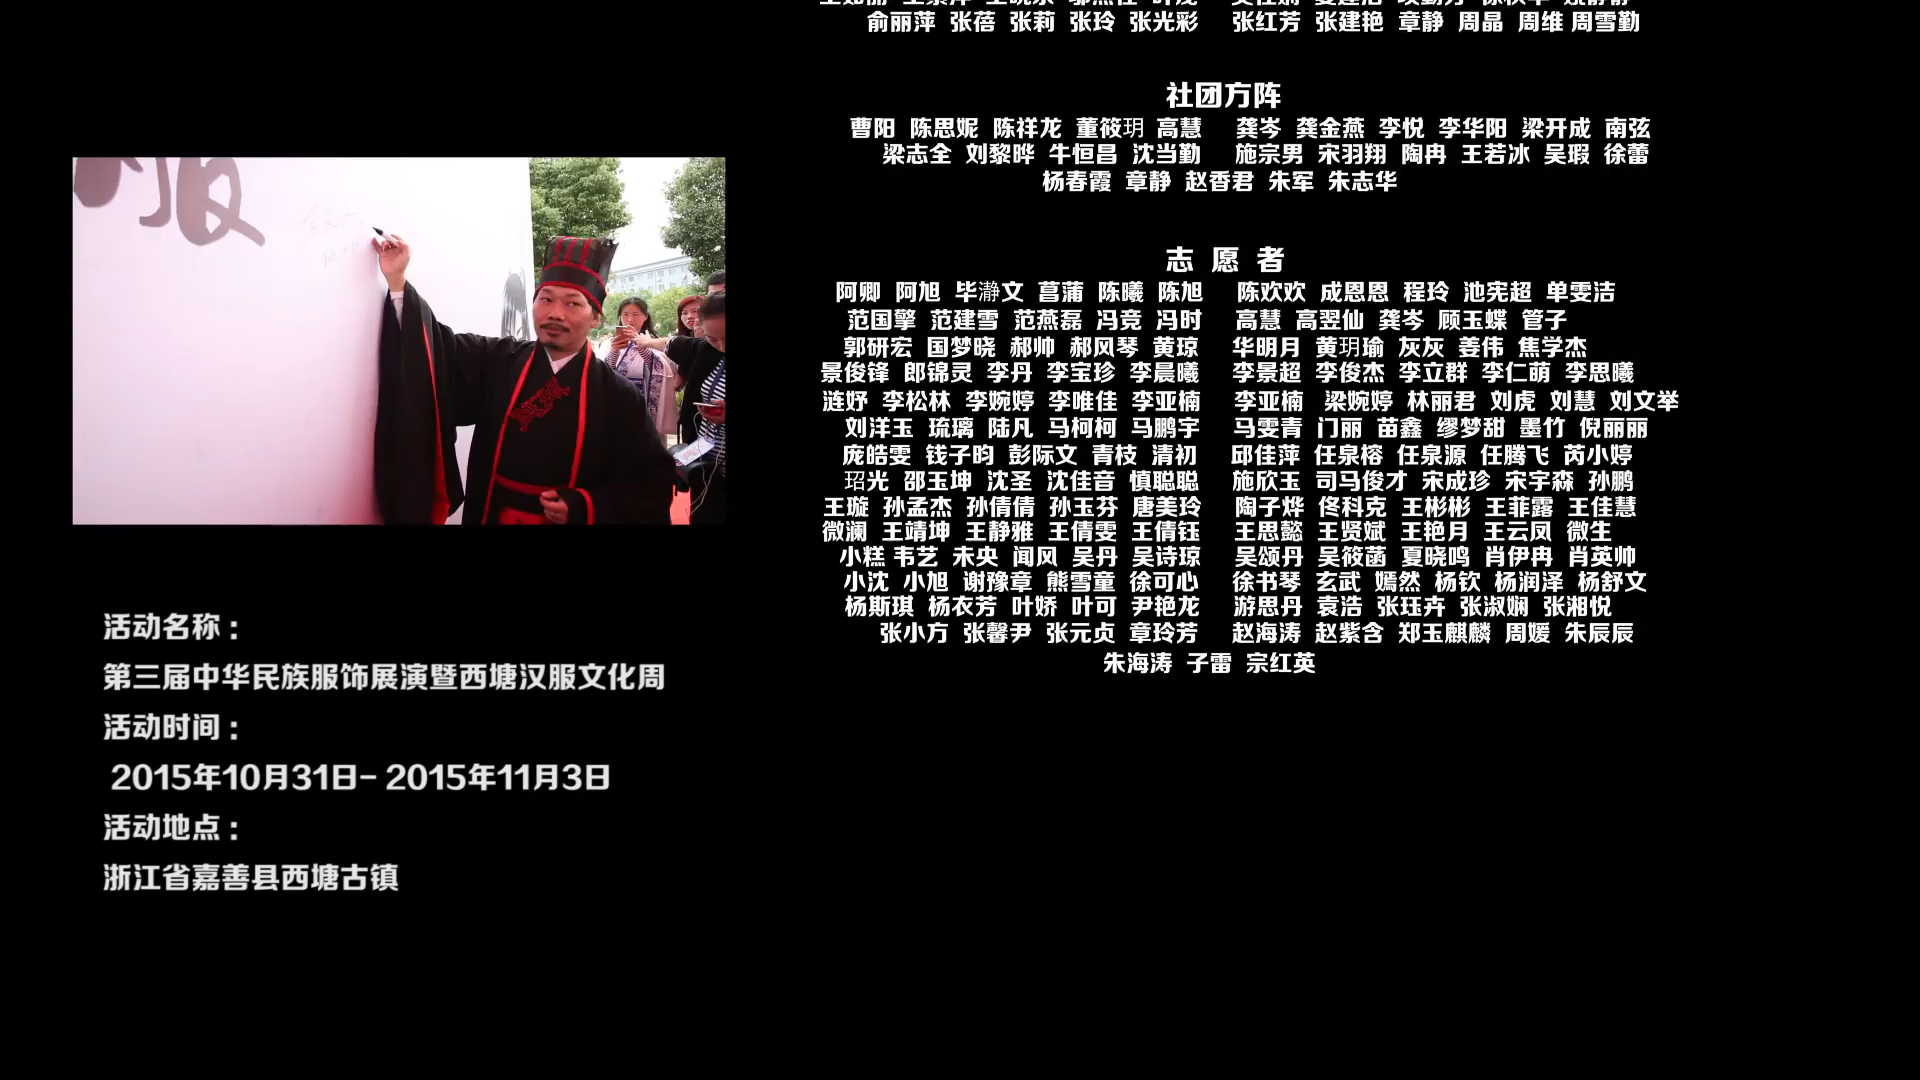 俞丽萍 张蓓 张莉 张玲 张光彩 张红芳 张建艳 章静 周晶 周维 周雪勤
社团方阵
曹阳 陈思妮 陈祥龙 董筱玥 高慧 龚岑 龚金燕 李悦 李华阳 梁开成 南弦
梁志全 刘黎晔 牛恒昌 沈当勤 施宗男 宋羽翔 陶冉 王若冰 吴瑕 徐蕾
杨春霞 章静 赵香君 朱军 朱志华
志愿者
阿卿 阿旭 毕瀞文 菖蒲 陈曦 陈旭 陈欢欢 成恩恩 程玲 池宪超 单雯洁
范国擎 范建雪 范燕磊 冯竞 冯时 高慧 高翌仙 龚岑 顾玉蝶 管子
郭研宏 国梦晓 郝帅 郝风琴 黄琼 华明月 黄玥瑜 灰灰 姜伟 焦学杰
景俊锋 郎锦灵 李丹 李宝珍 李晨曦 李景超 李俊杰 李立群 李仁萌 李思曦
涟妤 李松林 李婉婷 李唯佳 李亚楠 李亚楠 梁婉婷 林丽君 刘虎 刘慧 刘文举
刘洋玉 琉璃 陆凡 马柯柯 马鹏宇 马雯青 门丽 苗鑫 缪梦甜 墨竹 倪丽丽
庞皓雯 钱子昀 彭际文 青枝 清初 邱佳萍 任泉榕 任泉源 任腾飞 芮小婷
玿光 邵玉坤 沈圣 沈佳音 慎聪聪 施欣玉 司马俊才 宋成珍 宋宇森 孙鹏
王璇 孙孟杰 孙倩倩 孙玉芬 唐美玲 陶子烨 佟科克 王彬彬 王菲露 王佳慧
微澜 王靖坤 王静雅 王倩雯 王倩钰 王思懿 王贤斌 王艳月 王云凤 微生
小糕 韦艺 未央 闻风 吴丹 吴诗琼 吴颂丹 吴筱菡 夏晓鸣 肖伊冉 肖英帅
小沈 小旭 谢豫章 熊雪童 徐可心 徐书琴 玄武 嫣然 杨钦 杨润泽 杨舒文
杨斯琪 杨衣芳 叶娇 叶可 尹艳龙 游思丹 袁浩 张珏卉 张淑娴 张湘悦
张小方 张馨尹 张元贞 章玲芳 赵海涛 赵紫含 郑玉麒麟 周媛 朱辰辰
朱海涛 子雷 宗红英
服
活动名称：
第三届中华民族服饰展演暨西塘汉服文化周
活动时间：
2015年10月31日- 2015年11月3日
活动地点：
浙江省嘉善县西塘古镇